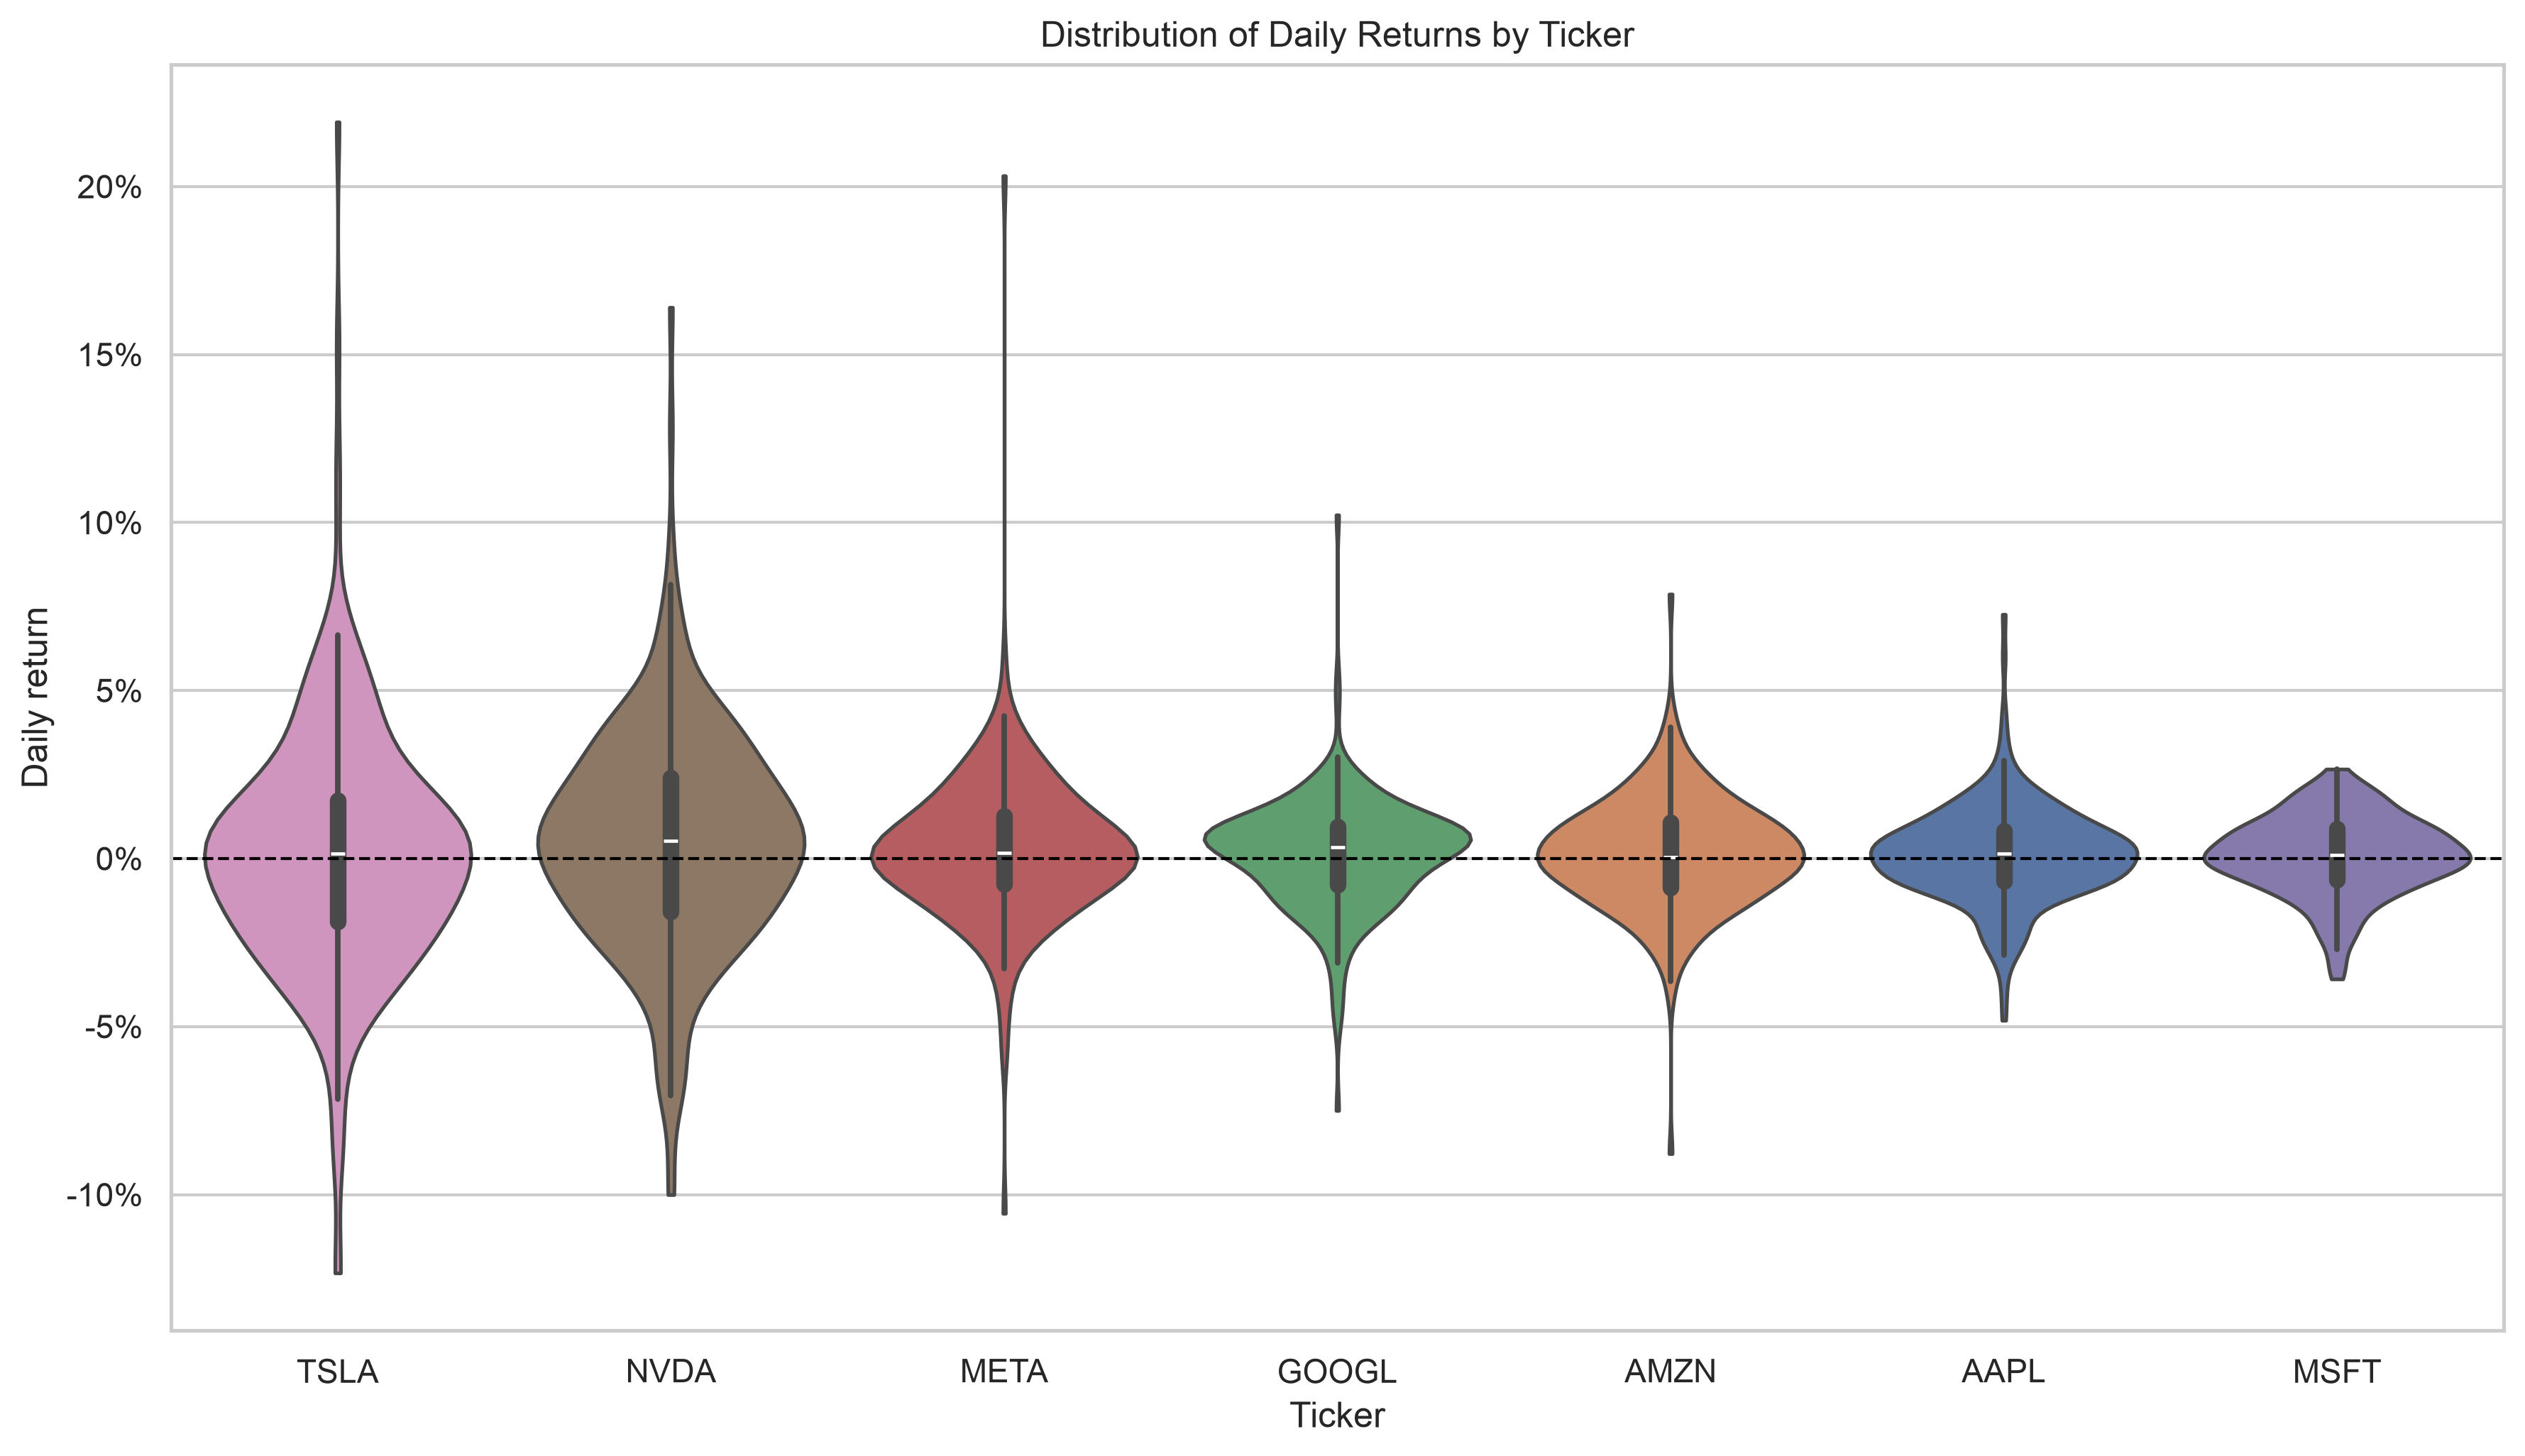 Distribution of Daily Returns by Ticker
Daily return
20%
15%
10%
5%
0%
-5%
-10%
TSLA NVDA META GOOGL AMZN AAPL MSFT
Ticker